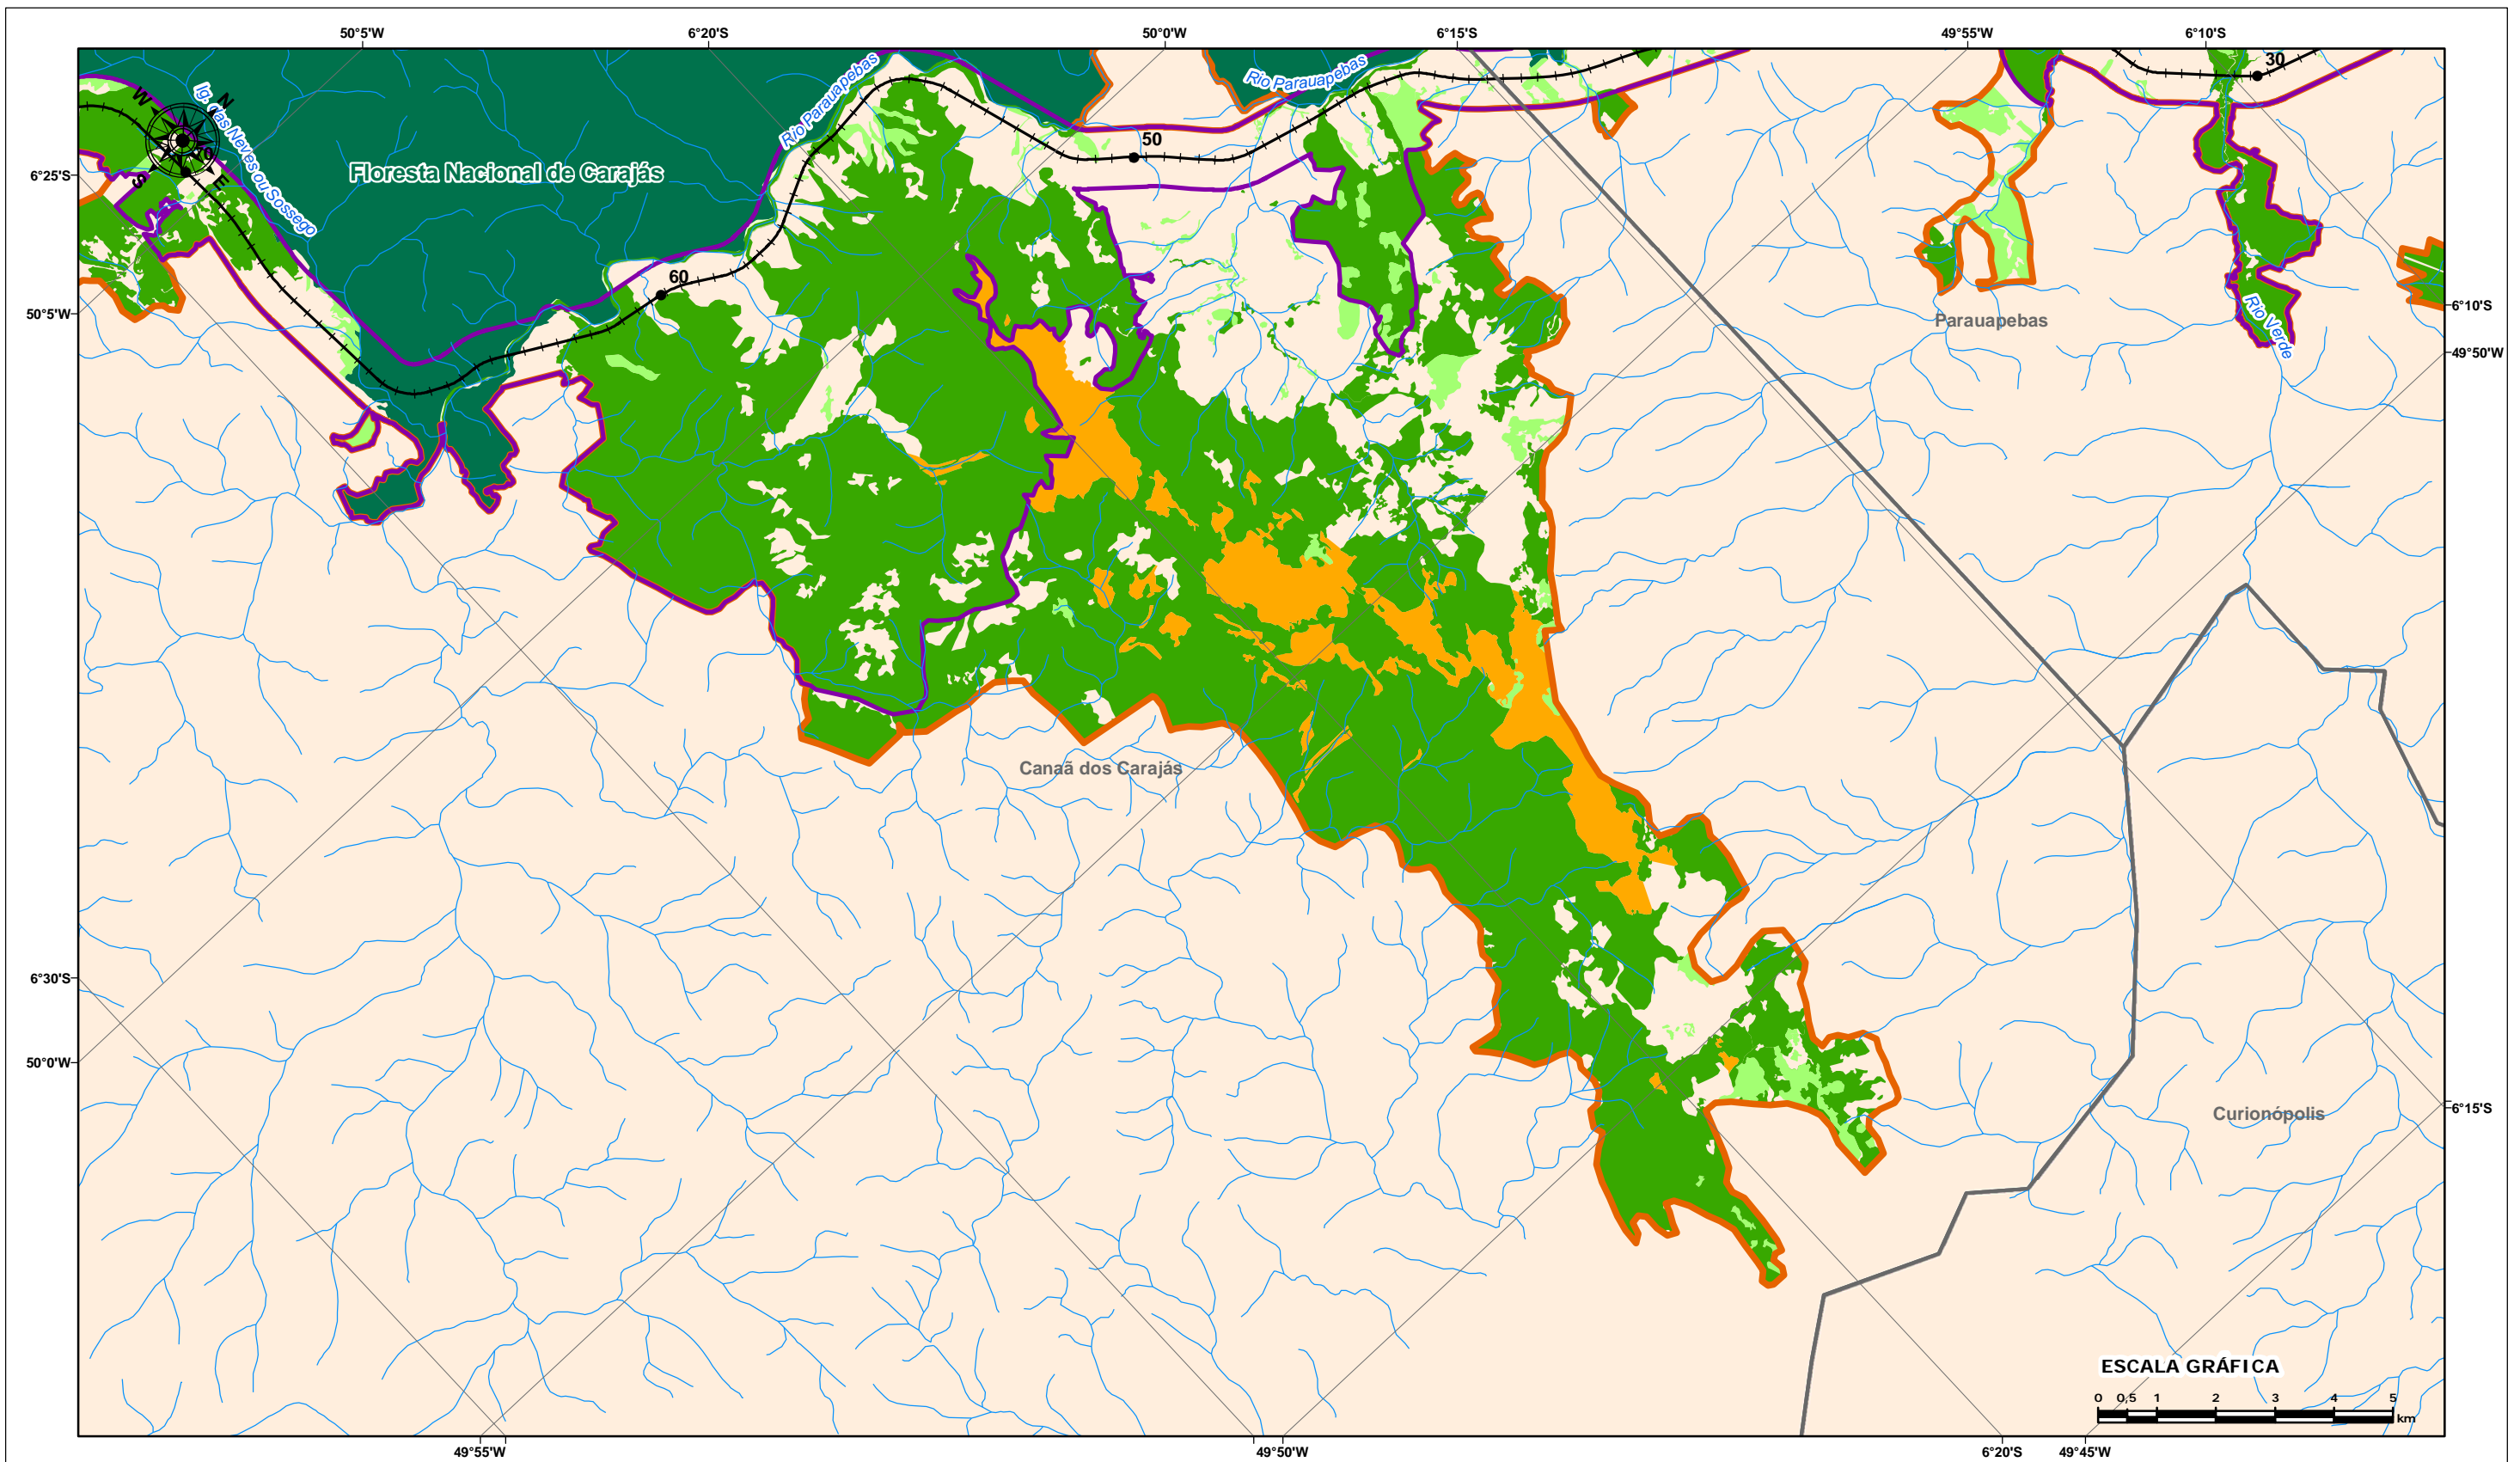 50°5'W
6°20'S
50°0'W
6°15'S
49°55'W
6°10'S
30
W
N
S
E
70
Ig. das Neves ou Sossego
Rio Parauapebas
Rio Parauapebas
50
Floresta Nacional de Carajás
6°25'S
60
50°5'W
6°10'S
Parauapebas
Rio Verde
49°50'W
Canaã dos Carajás
6°30'S
50°0'W
6°15'S
Curionópolis
ESCALA GRÁFICA
0 0,5 1 2 3 4 5
km
49°55'W
49°50'W
6°20'S
49°45'W